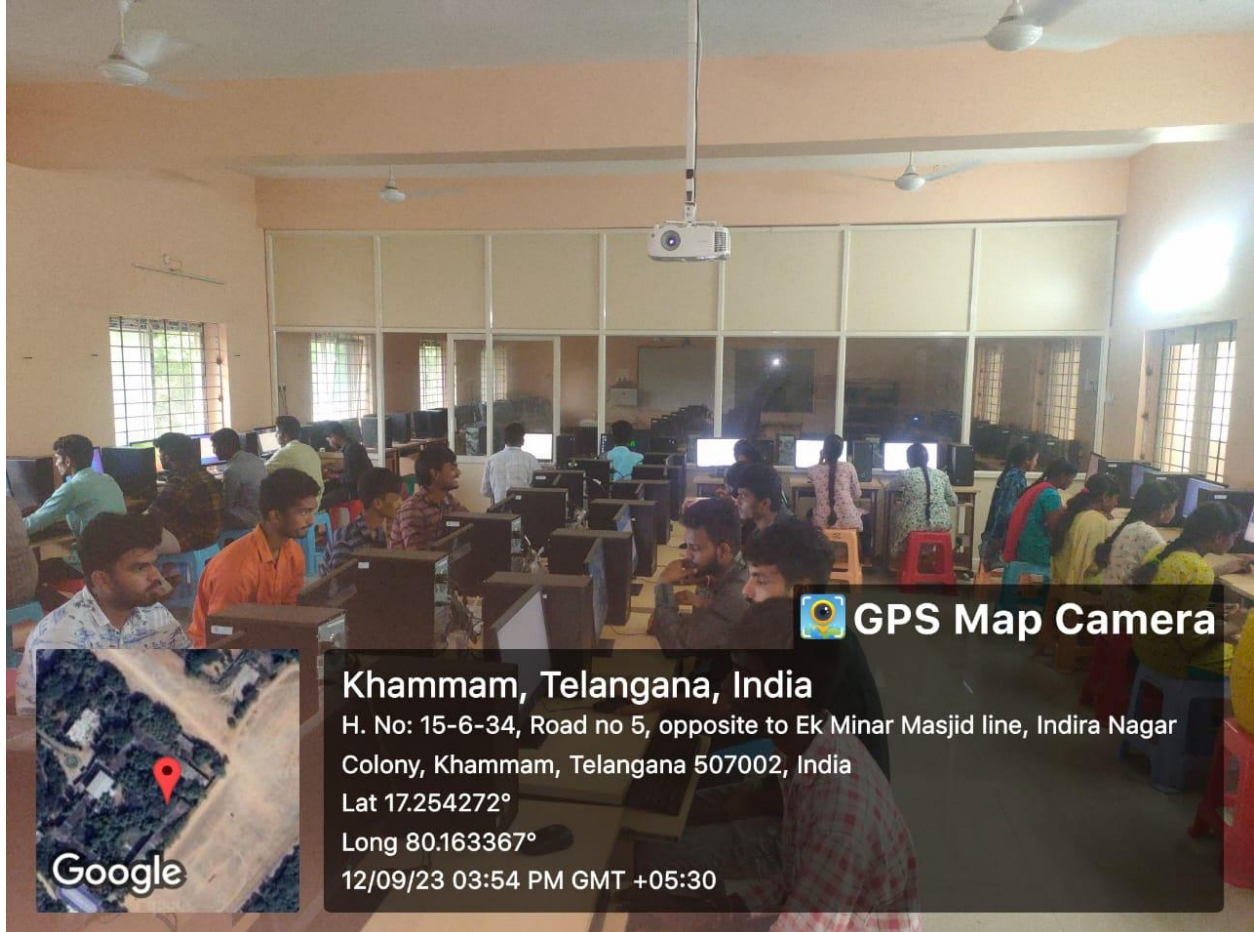 GPS Map Camera
Khammam, Telangana, India
H. No: 15-6-34, Road no 5, opposite to Ek Minar Masjid line, Indira Nagar
Colony, Khammam, Telangana 507002, India
Lat 17.254272°
Long 80.163367°
12/09/23 03:54 PM GMT +05:30
Google